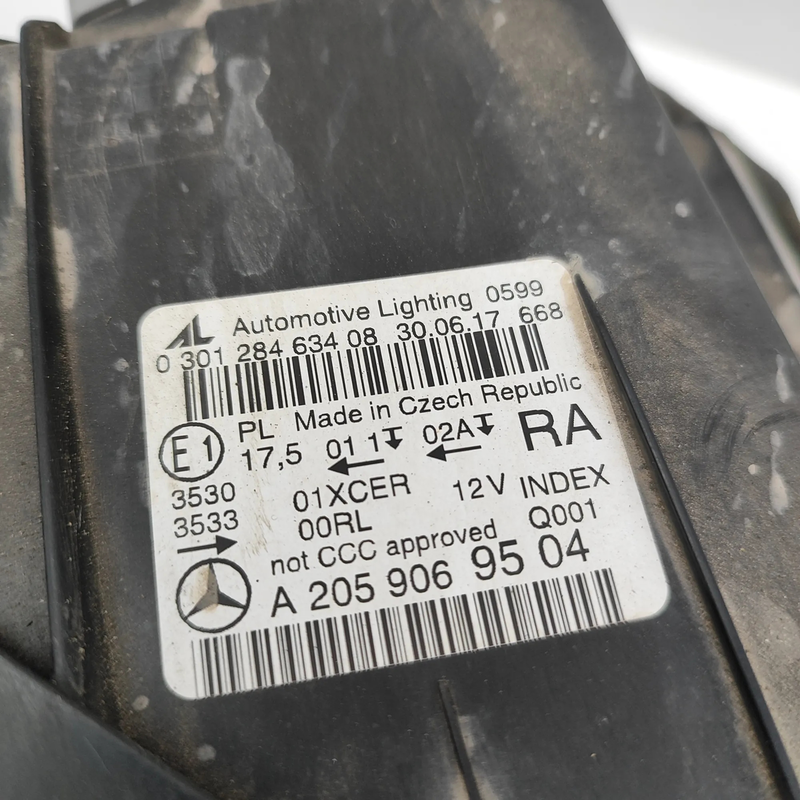 AL Automotive Lighting 0599
0 301 284 634 08 30.06.17 668
PL Made in Czech Republic
E1 17,5 01 1 02A RA
3530 01XCER 12V INDEX
3533 00RL Q001
not CCC approved
A 205 906 95 04